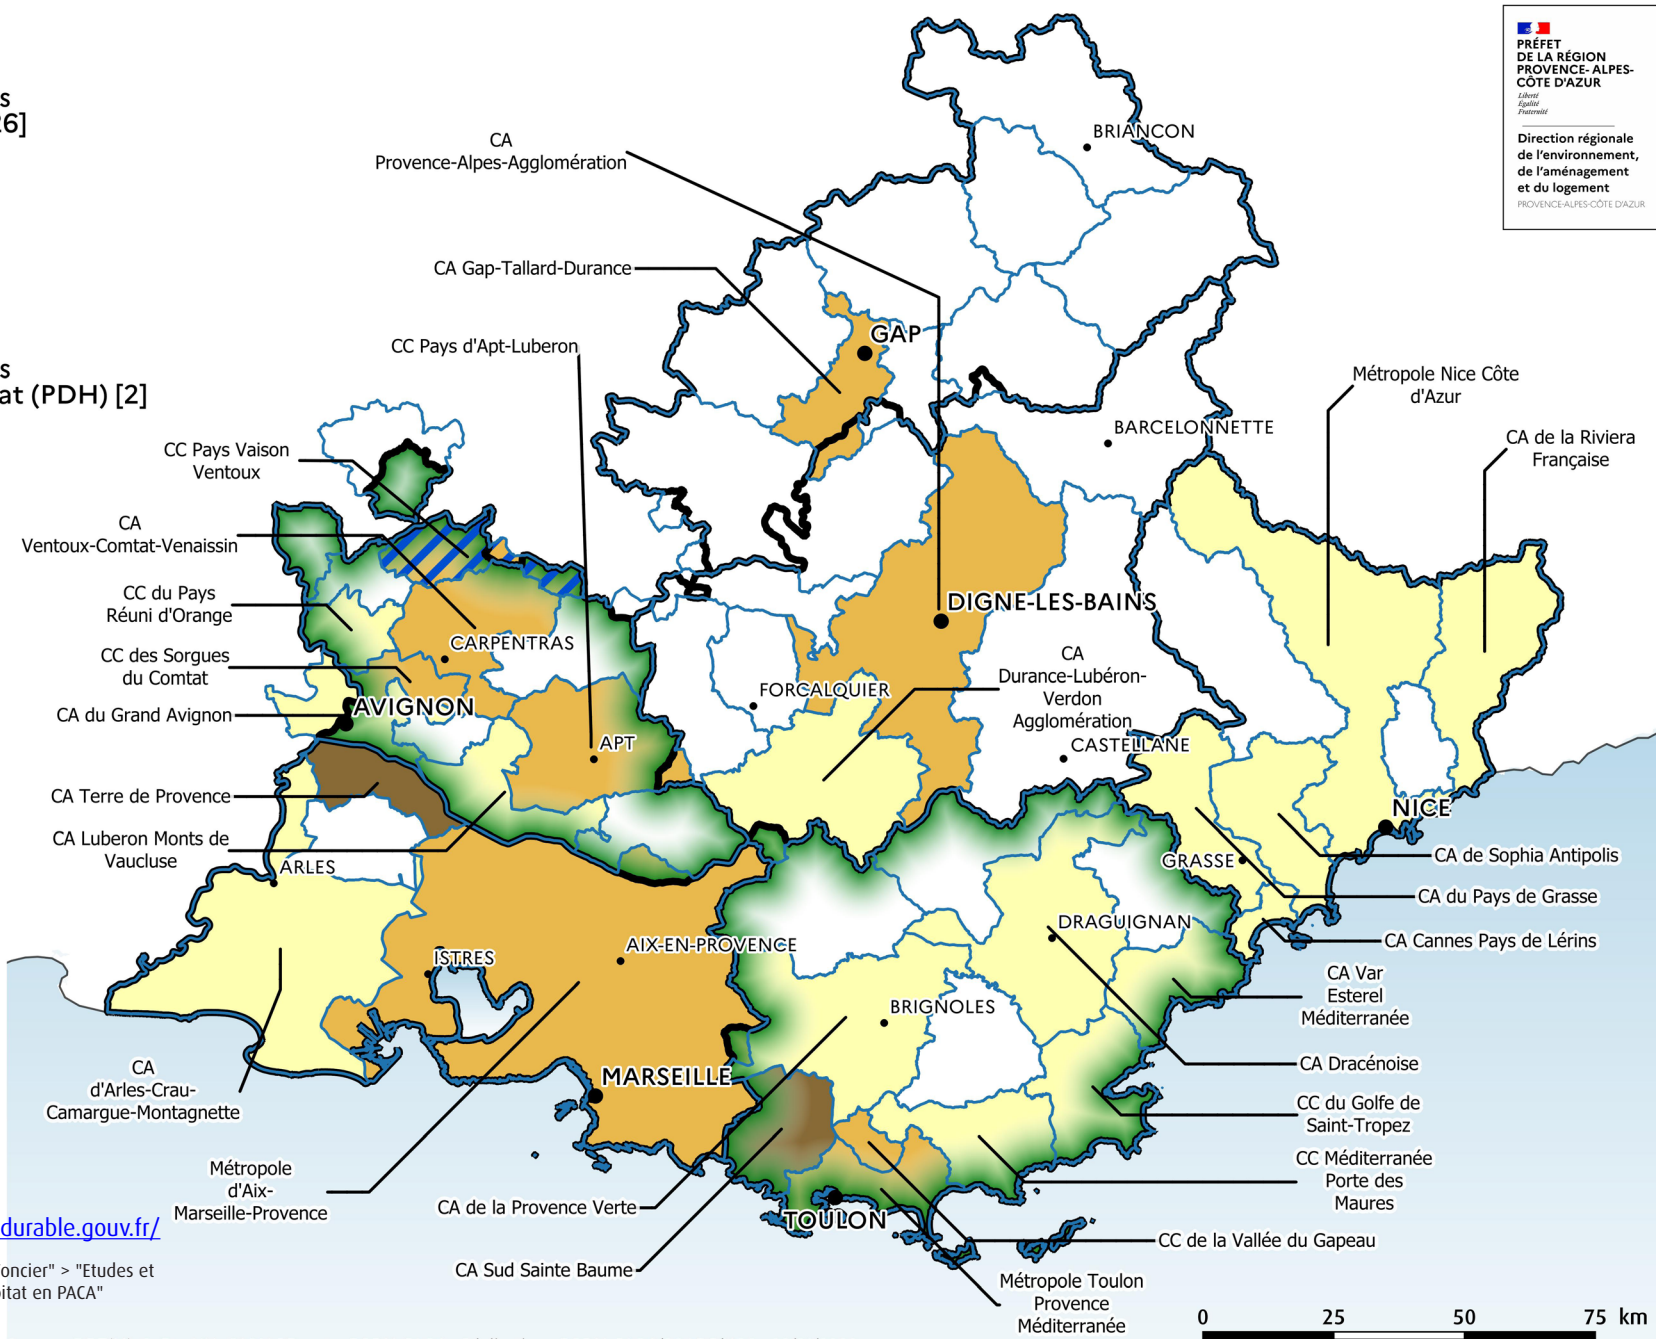 PRÉFET
DE LA RÉGION
PROVENCE- ALPES-
CÔTE D'AZUR
Liberté
Égalité
Fraternité
Direction régionale
de l'environnement,
de l'aménagement
et du logement
PROVENCE-ALPES-CÔTE D'AZUR
s
26]
s
at (PDH) [2]
CA
Provence-Alpes-Agglomération
BRIANCON
CA Gap-Tallard-Durance
GAP
CC Pays d'Apt-Luberon
Métropole Nice Côte
d'Azur
BARCELONNETTE
CA de la Riviera
Française
CC Pays Vaison
Ventoux
CA
Ventoux-Comtat-Venaissin
CC du Pays
Réuni d'Orange
DIGNE-LES-BAINS
CARPENTRAS
CC des Sorgues
du Comtat
CA
Durance-Lubéron-
Verdon
Agglomération
FORCALQUIER
CA du Grand Avignon
AVIGNON
APT
CASTELLANE
CA Terre de Provence
NICE
CA Luberon Monts de
Vaucluse
ARLES
GRASSE
CA de Sophia Antipolis
CA du Pays de Grasse
DRAGUIGNAN
CA Cannes Pays de Lérins
AIX-EN-PROVENCE
ISTRES
CA Var
Esterel
Méditerranée
BRIGNOLES
CA Dracénoise
CA
d'Arles-Crau-
Camargue-Montagnette
MARSEILLE
CC du Golfe de
Saint-Tropez
Métropole
d'Aix-
Marseille-Provence
CC Méditerranée
Porte des
Maures
CA de la Provence Verte
TOULON
durable.gouv.fr/
CC de la Vallée du Gapeau
CA Sud Sainte Baume
oncier" > "Etudes et
itat en PACA"
Métropole Toulon
Provence
Méditerranée
0 25 50 75 km